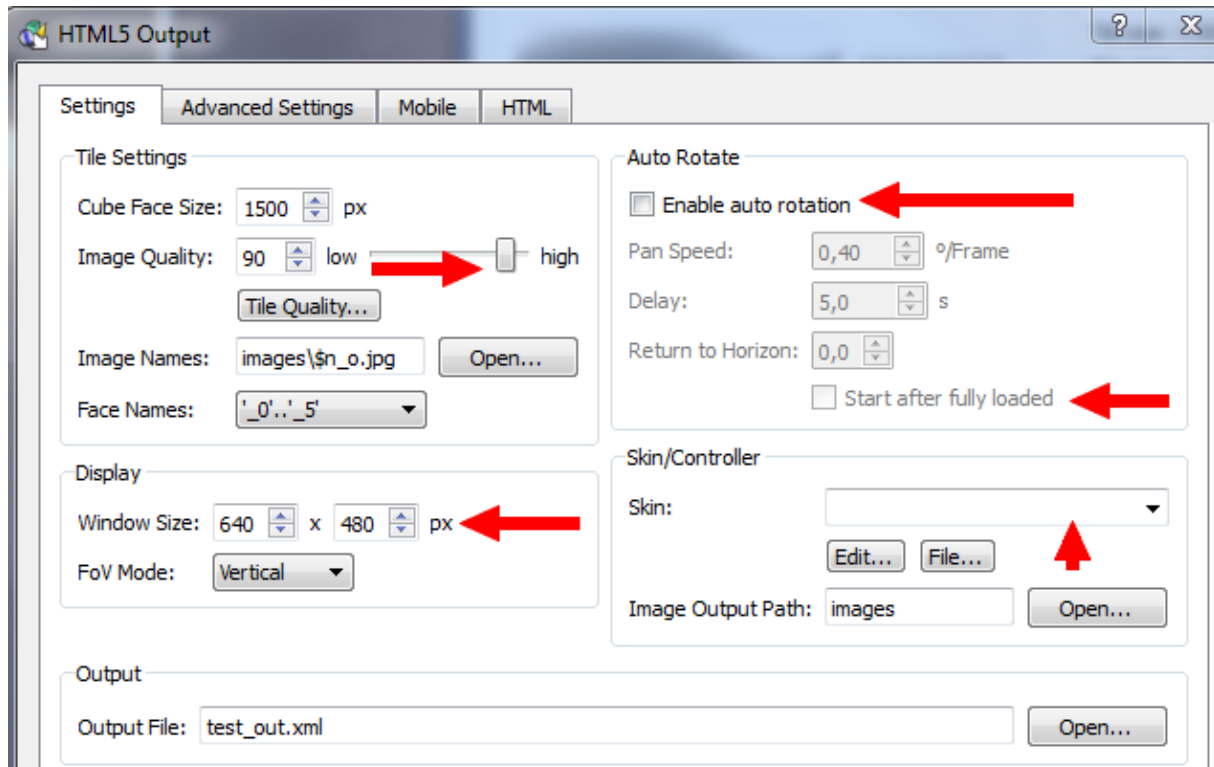 HTML5 Output
Settings Advanced Settings Mobile HTML
Tile Settings
Cube Face Size: 1500 px
Image Quality: 90 low high
Tile Quality...
Image Names: images\$n_o.jpg Open...
Face Names: '_0'..'_5'
Display
Window Size: 640 x 480 px
FoV Mode: Vertical
Auto Rotate
Enable auto rotation
Pan Speed: 0,40 º/Frame
Delay: 5,0 s
Return to Horizon: 0,0
Start after fully loaded
Skin/Controller
Skin:
Edit... File...
Image Output Path: images Open...
Output
Output File: test_out.xml Open...